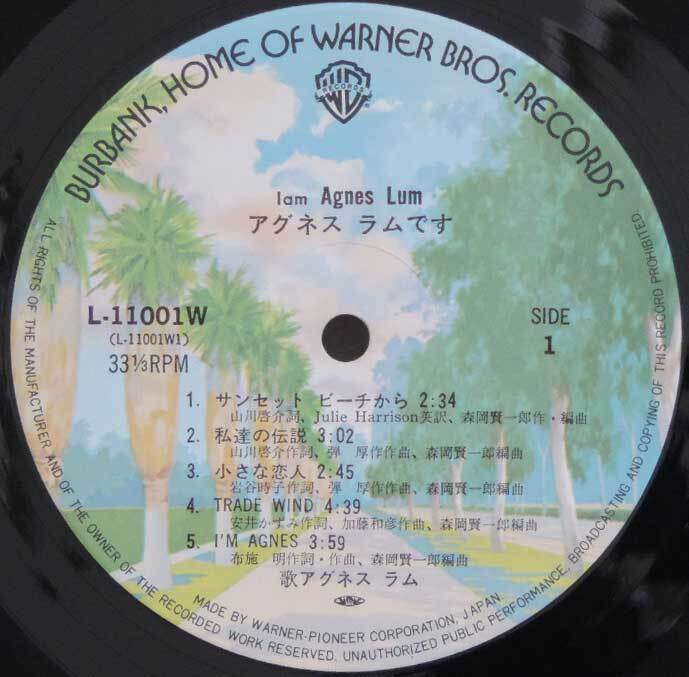 BURBANK, HOME OF WARNER BROS. RECORDS
RECORDS
Iam Agnes Lum
アグネス ラムです
L-11001W
(L-11001W1)
33⅓RPM
SIDE
1
1. サンセット ビーチから 2:34
山川啓介詞、Julie Harrison英訳、森岡賢一郎作・編曲
2. 私達の伝説 3:02
山川啓介作詞、弾 厚作作曲、森岡賢一郎編曲
3. 小さな恋人 2:45
岩谷時子作詞、弾 厚作作曲、森岡賢一郎編曲
4. TRADE WIND 4:39
安井かずみ作詞、加藤和彦作曲、森岡賢一郎編曲
5. I'M AGNES 3:59
布施 明作詞・作曲、森岡賢一郎編曲
歌アグネス ラム
MADE BY WARNER-PIONEER CORPORATION, JAPAN.
ALL RIGHTS OF THE MANUFACTURER AND OF THE OWNER OF THE RECORDED WORK RESERVED. UNAUTHORIZED PUBLIC PERFORMANCE, BROADCASTING AND COPYING OF THIS RECORD PROHIBITED.